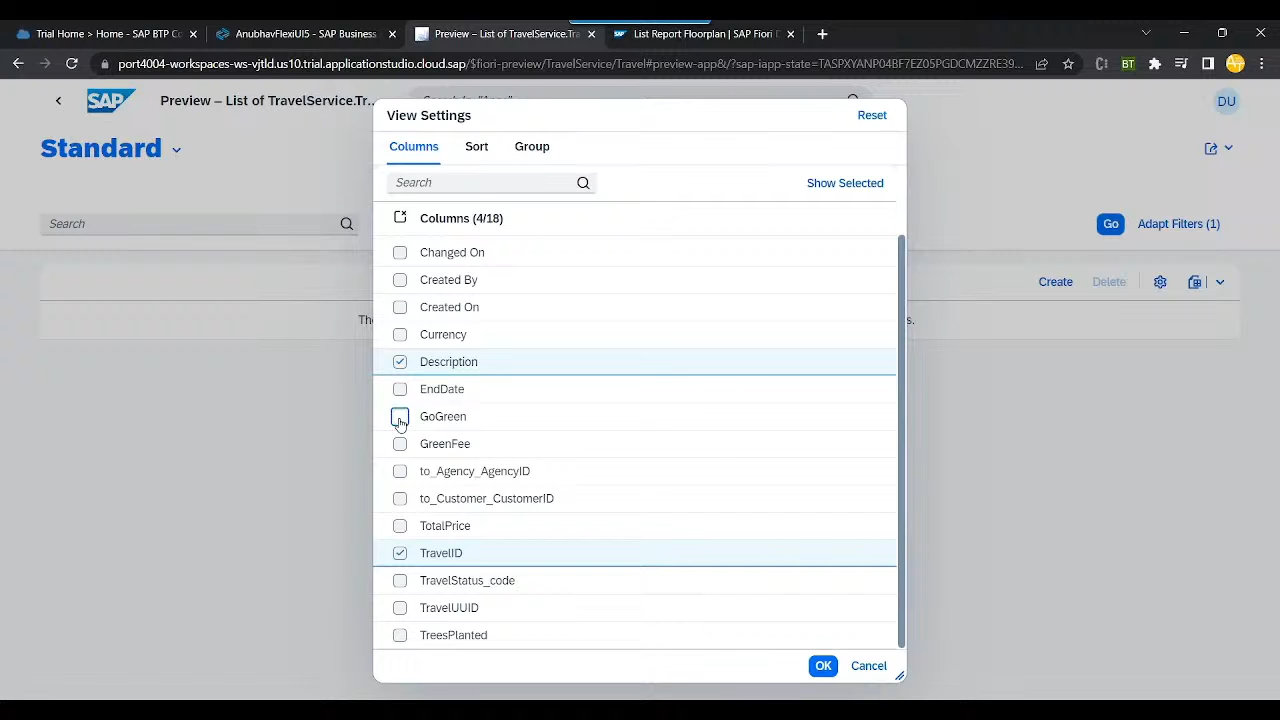 Trial Home > Home - SAP BTP Co
AnubhavFlexiUI5 - SAP Business
Preview – List of TravelService.Tra
List Report Floorplan | SAP Fiori D
port4004-workspaces-ws-vjtld.us10.trial.applicationstudio.cloud.sap/$fiori-preview/TravelService/Travel#preview-app&/?sap-iapp-state=TASPXYANP04BF7EZ05PGDCMZZRE39...
BT
SAP
Preview – List of TravelService.Tr...
DU
Standard
Search
Go
Adapt Filters (1)
Create
Delete
The
s.
View Settings
Reset
Columns
Sort
Group
Search
Show Selected
Columns (4/18)
Changed On
Created By
Created On
Currency
Description
EndDate
GoGreen
GreenFee
to_Agency_AgencyID
to_Customer_CustomerID
TotalPrice
TravelID
TravelStatus_code
TravelUUID
TreesPlanted
OK
Cancel